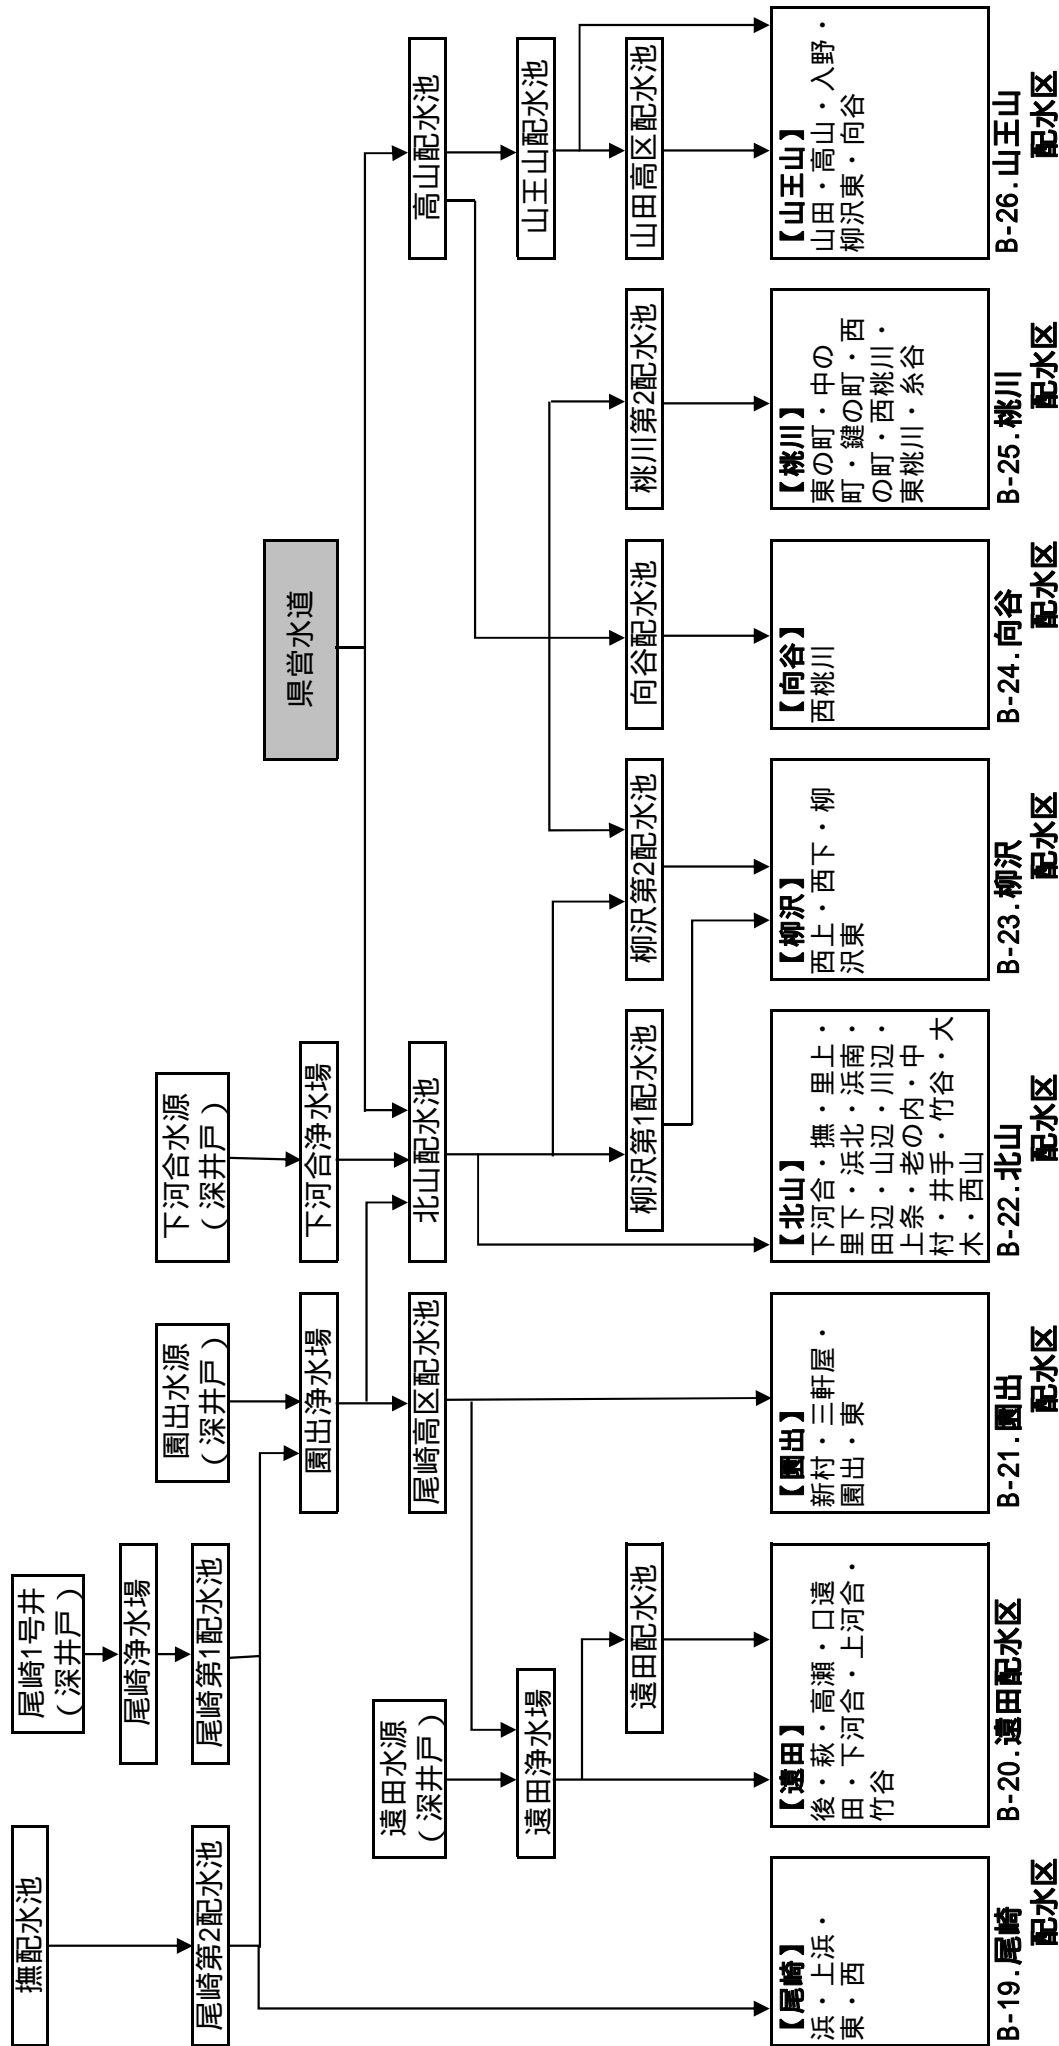 撫配水池
尾崎第2配水池
【尾崎】
浜・上浜・
東・西
B-19.尾崎
配水区
尾崎1号井
(深井戸)
尾崎浄水場
尾崎第1配水池
遠田水源
(深井戸)
遠田浄水場
遠田配水池
【遠田】
後・萩・高瀬・口遠
田・下河合・上河合・
竹谷
B-20.遠田配水区
園出水源
(深井戸)
園出浄水場
尾崎高区配水池
【園出】
新村・三軒屋・
園出・東
B-21.園出
配水区
下河合水源
(深井戸)
下河合浄水場
北山配水池
柳沢第1配水池
【北山】
下河合・撫・里上・
里下・浜北・浜南・
田辺・山辺・川辺・
上条・老の内・中
村・井手・竹谷・大
木・西山
B-22.北山
配水区
柳沢第2配水池
【柳沢】
西上・西下・柳
沢東
B-23.柳沢
配水区
県営水道
向谷配水池
【向谷】
西桃川
B-24.向谷
配水区
桃川第2配水池
【桃川】
東の町・中の
町・鍵の町・西
の町・西桃川・
東桃川・糸谷
B-25.桃川
配水区
高山配水池
山王山配水池
山田高区配水池
【山王山】
山田・高山・入野・
柳沢東・向谷
B-26.山王山
配水区